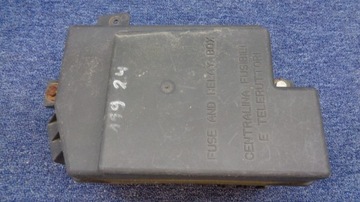 FUSE AND RELAY BOX
CENTRALINA FUSIBILI
E TELERUTTORI
199 24